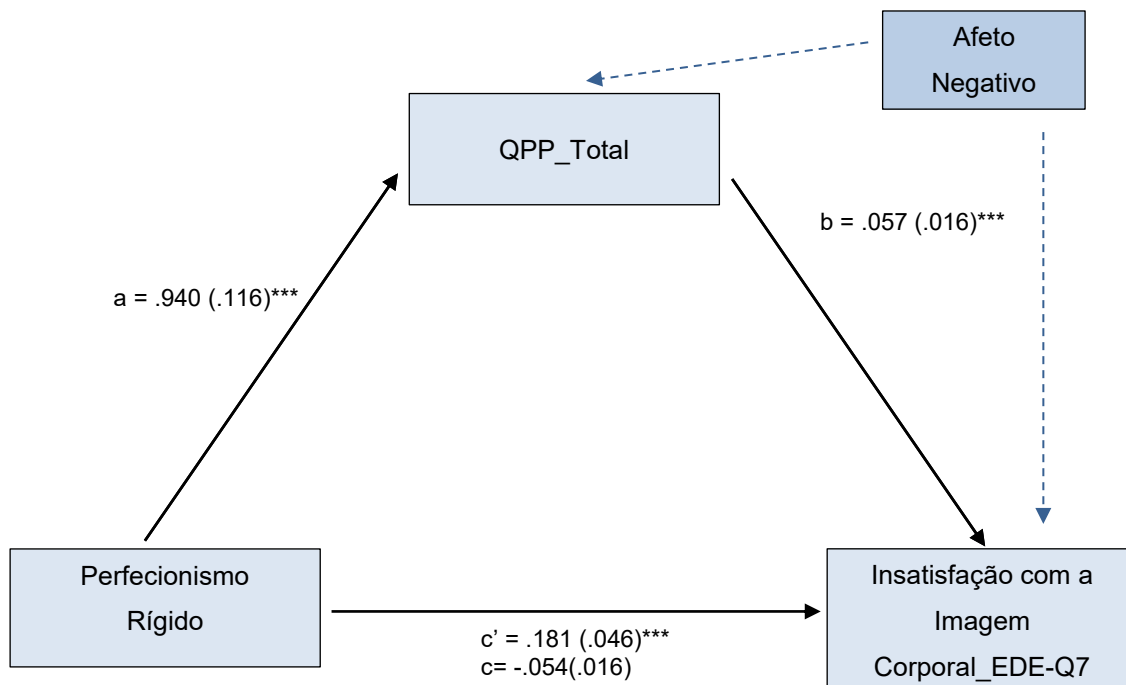 Afeto
Negativo
QPP_Total
b = .057 (.016)***
a = .940 (.116)***
Perfecionismo
Rígido
Insatisfação com a
Imagem
Corporal_EDE-Q7
c’ = .181 (.046)***
c= -.054(.016)